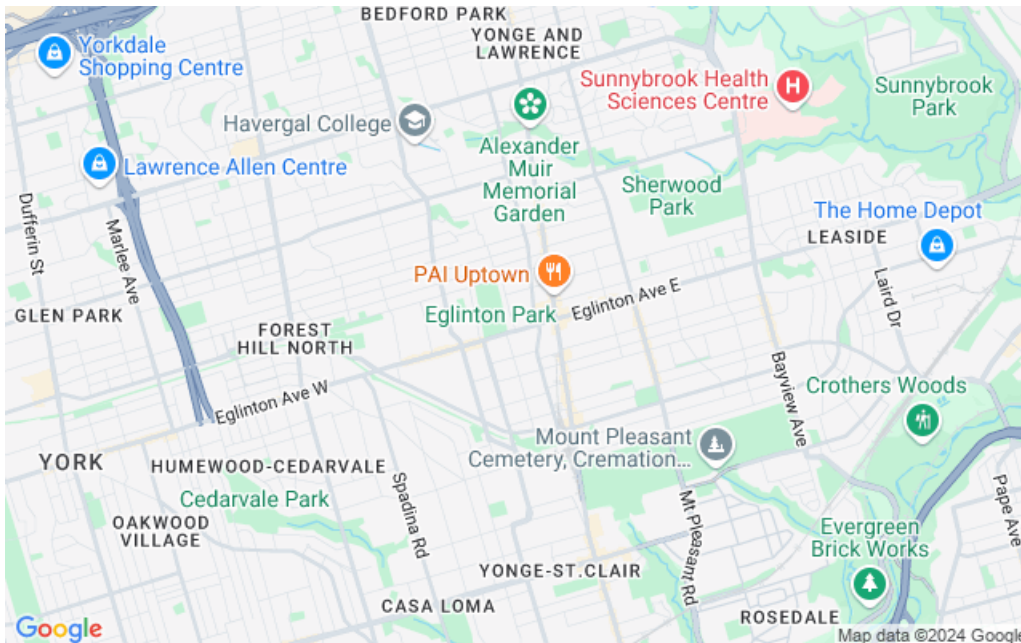 BEDFORD PARK
YONGE AND
LAWRENCE
Yorkdale
Shopping Centre
Sunnybrook Health
Sciences Centre
H
Sunnybrook
Park
Havergal College
Alexander
Muir
Memorial
Garden
Lawrence Allen Centre
Sherwood
Park
Dufferin St
Marlee Ave
The Home Depot
LEASIDE
PAI Uptown
Eglinton Ave E
Laird Dr
Eglinton Park
GLEN PARK
FOREST
HILL NORTH
Bayview Ave
Eglinton Ave W
Crothers Woods
Mount Pleasant
Cemetery, Cremation...
YORK
HUMEWOOD-CEDARVALE
Cedarvale Park
Spadina Rd
Mt Pleasant Rd
Pape Ave
OAKWOOD
VILLAGE
Evergreen
Brick Works
YONGE-ST.CLAIR
CASA LOMA
ROSEDALE
Google
Map data ©2024 Google